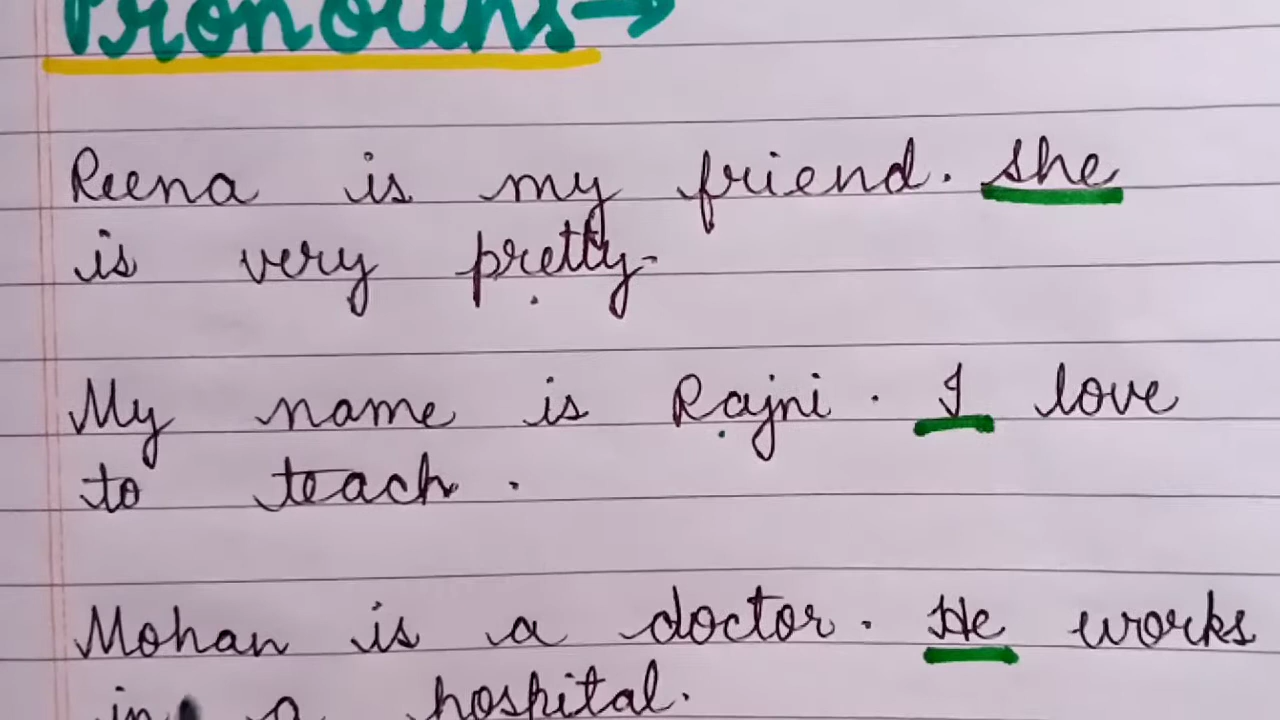 Pronouns→
Reena is my friend. She
is very pretty.
My name is Rajni. I love
to teach.
Mohan is a doctor. He works
in a hospital.